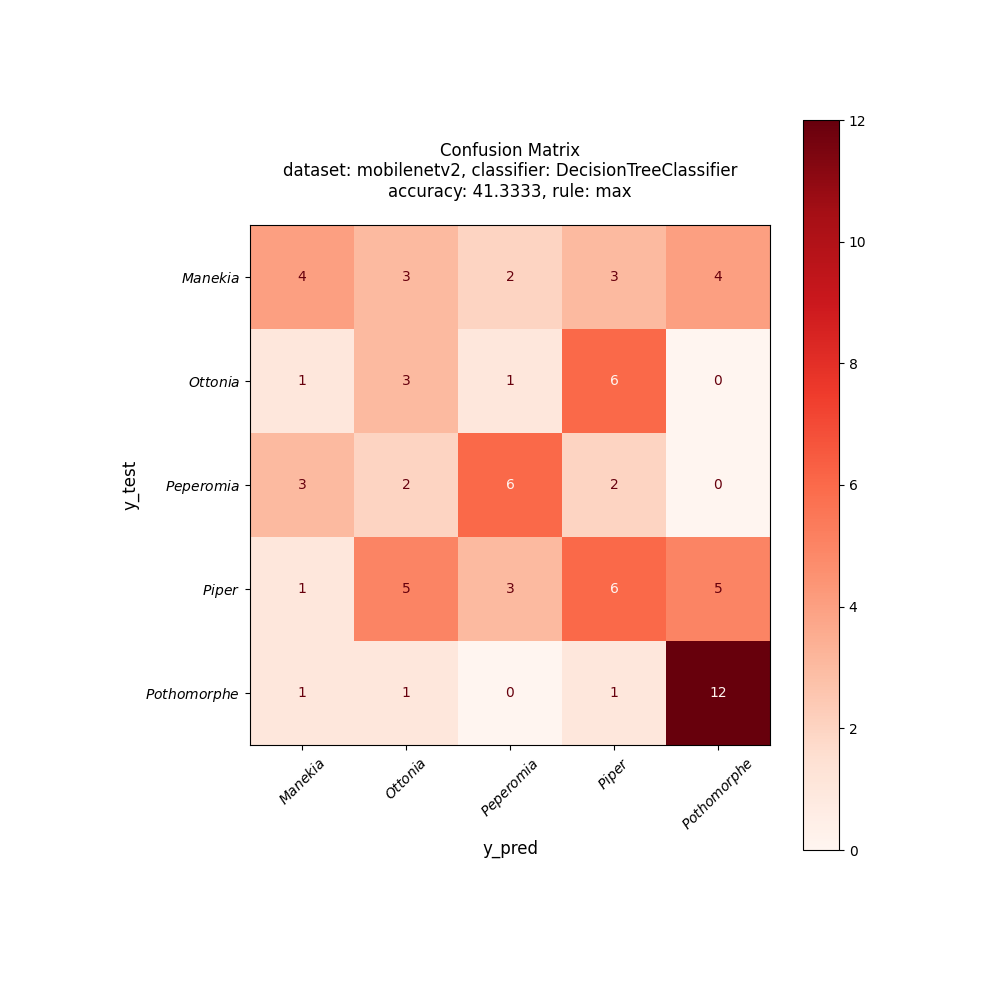 Confusion Matrix
dataset: mobilenetv2, classifier: DecisionTreeClassifier
accuracy: 41.3333, rule: max
Manekia 4 3 2 3 4
Ottonia 1 3 1 6 0
Peperomia 3 2 6 2 0
Piper 1 5 3 6 5
Pothomorphe 1 1 0 1 12
Manekia Ottonia Peperomia Piper Pothomorphe
y_pred
y_test
12
10
8
6
4
2
0